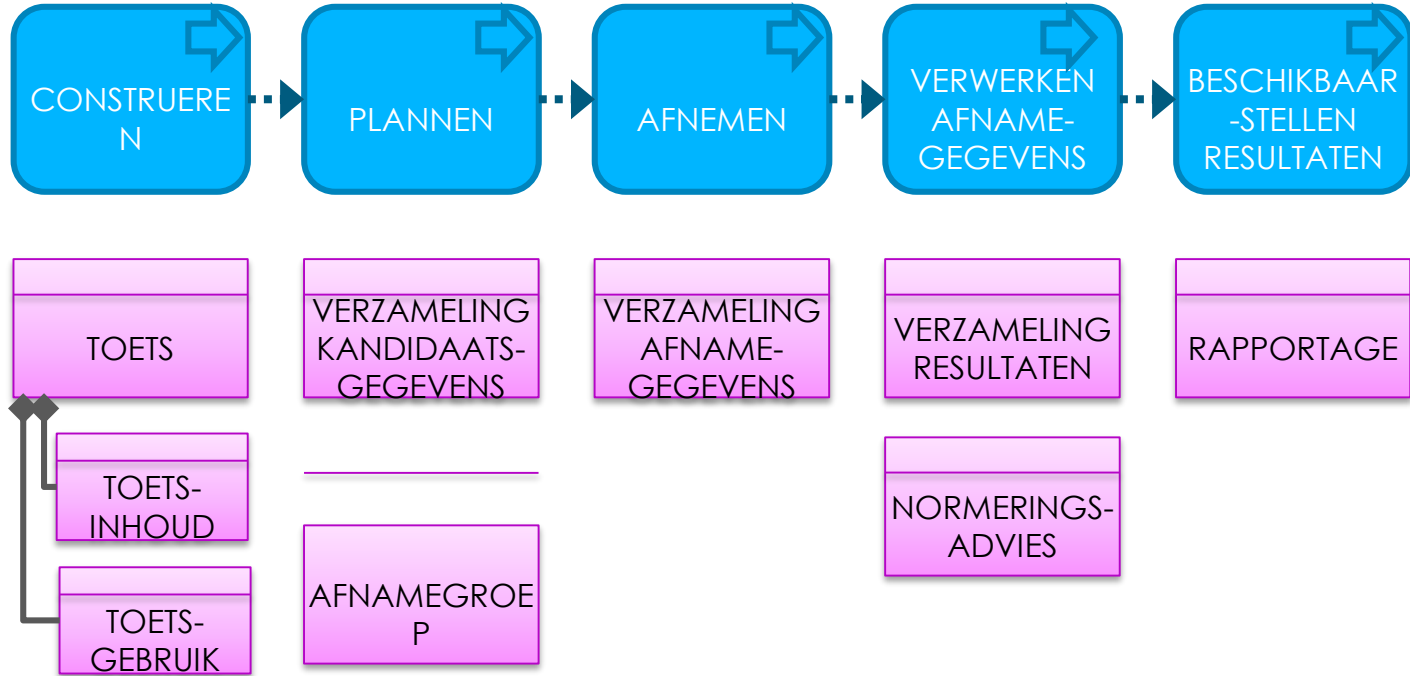 CONSTRUERE
N
PLANNEN
AFNEMEN
VERWERKEN
AFNAME-
GEGEVENS
BESCHIKBAAR
-STELLEN
RESULTATEN
TOETS
VERZAMELING
KANDIDAATS-
GEGEVENS
VERZAMELING
AFNAME-
GEGEVENS
VERZAMELING
RESULTATEN
RAPPORTAGE
TOETS-
INHOUD
TOETS-
GEBRUIK
AFNAMEGROE
P
NORMERINGS-
ADVIES